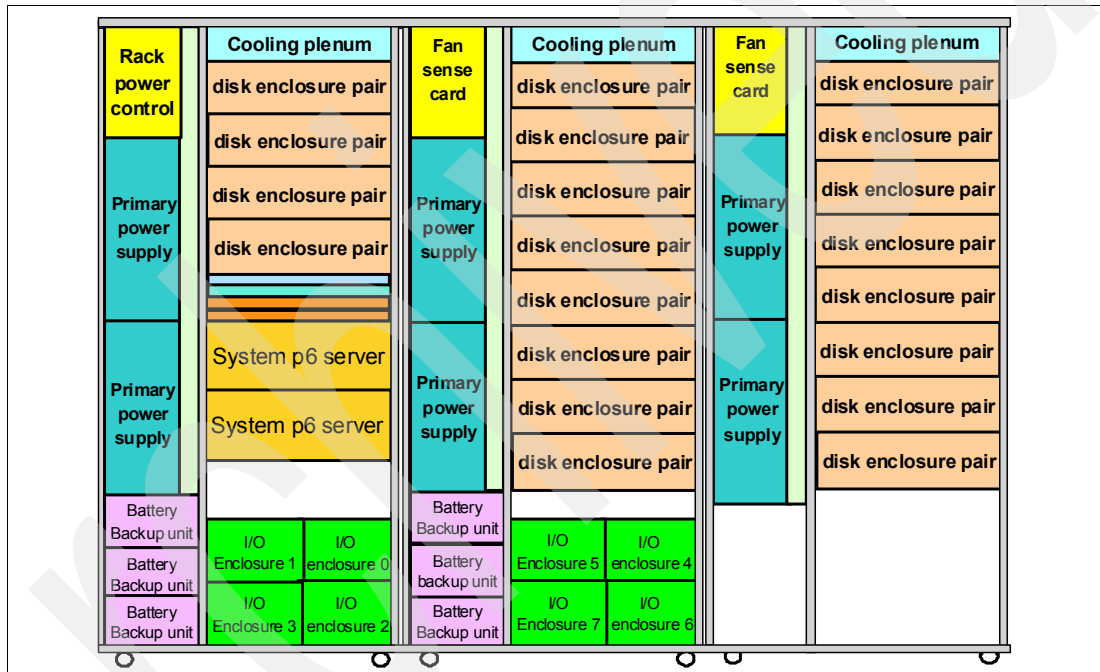 Rack
power
control
Primary
power
supply
Primary
power
supply
Battery
Backup unit
Battery
Backup unit
Battery
Backup unit
Cooling plenum
disk enclosure pair
disk enclosure pair
disk enclosure pair
disk enclosure pair
System p6 server
System p6 server
I/O
Enclosure 1
I/O
enclosure 0
I/O
Enclosure 3
I/O
enclosure 2
Fan
sense
card
Primary
power
supply
Primary
power
supply
Battery
Backup unit
Battery
backup unit
Battery
Backup unit
Cooling plenum
disk enclosure pair
disk enclosure pair
disk enclosure pair
disk enclosure pair
disk enclosure pair
disk enclosure pair
disk enclosure pair
disk enclosure pair
I/O
Enclosure 5
I/O
enclosure 4
I/O
Enclosure 7
I/O
enclosure 6
Fan
sense
card
Primary
power
supply
Primary
power
supply
Cooling plenum
disk enclosure pair
disk enclosure pair
disk enclosure pair
disk enclosure pair
disk enclosure pair
disk enclosure pair
disk enclosure pair
disk enclosure pair